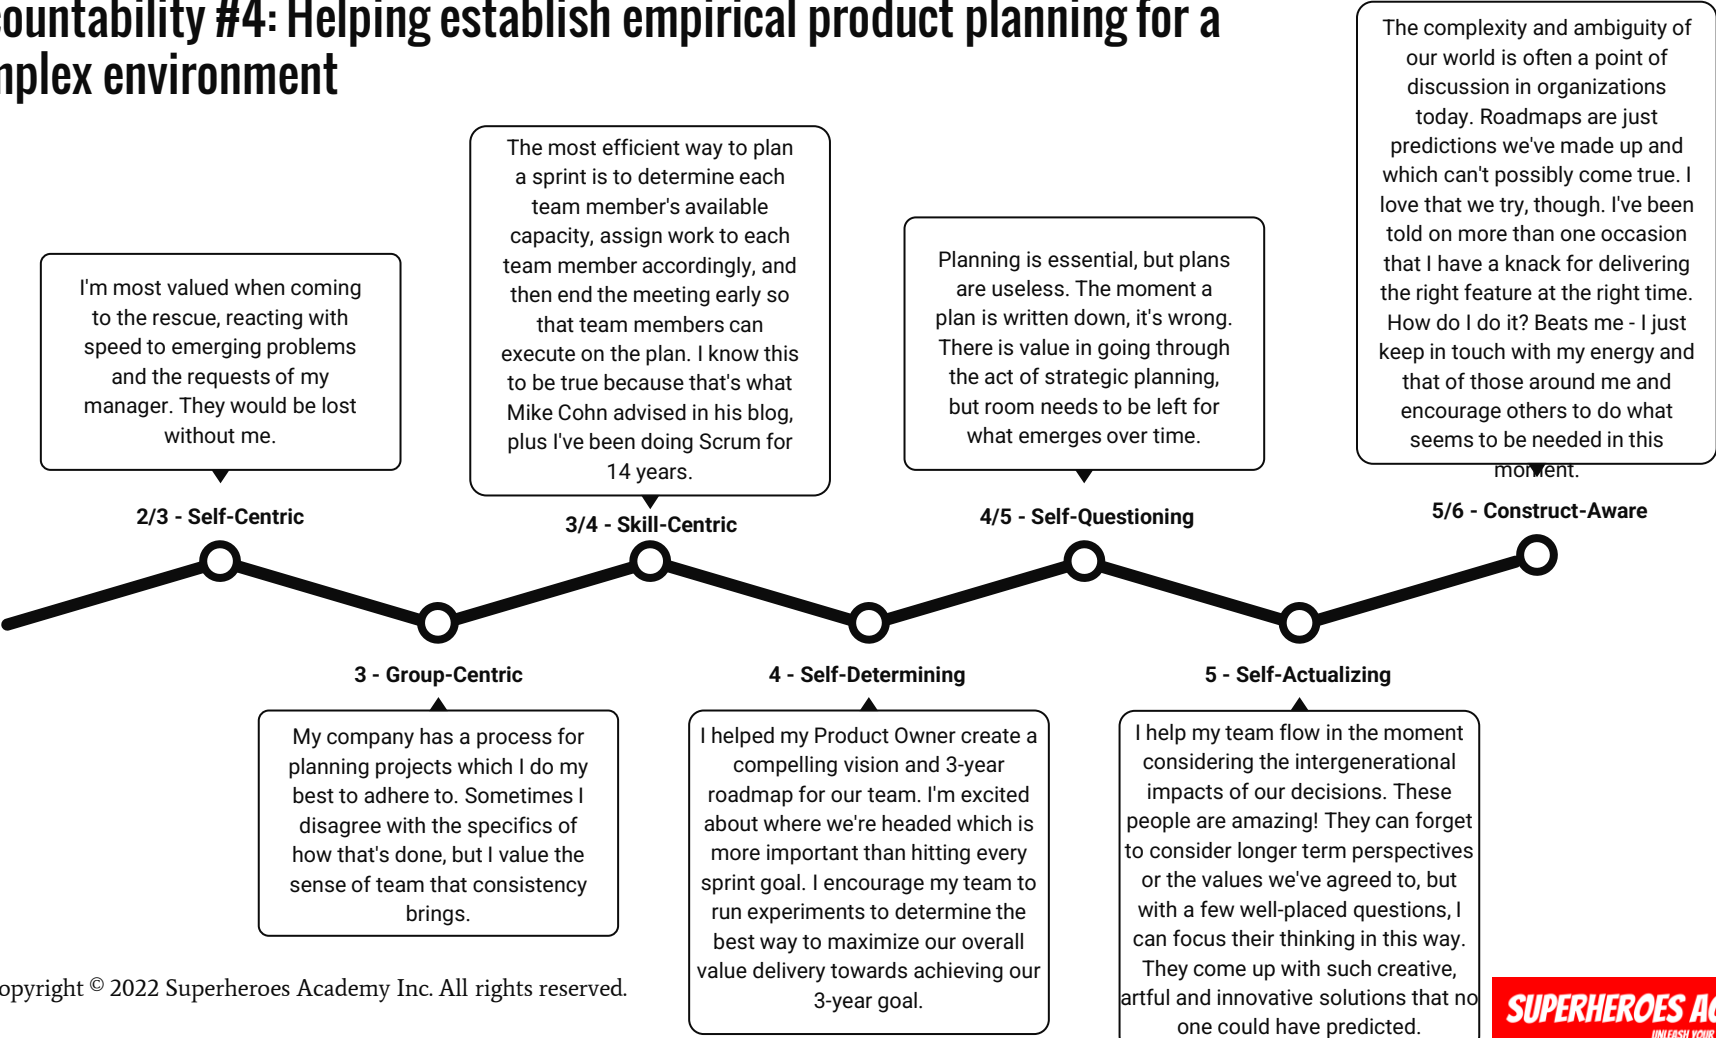 countability #4: Helping establish empirical product planning for a
mplex environment
I'm most valued when coming
to the rescue, reacting with
speed to emerging problems
and the requests of my
manager. They would be lost
without me.
2/3 - Self-Centric
My company has a process for
planning projects which I do my
best to adhere to. Sometimes I
disagree with the specifics of
how that's done, but I value the
sense of team that consistency
brings.
3 - Group-Centric
The most efficient way to plan
a sprint is to determine each
team member's available
capacity, assign work to each
team member accordingly, and
then end the meeting early so
that team members can
execute on the plan. I know this
to be true because that's what
Mike Cohn advised in his blog,
plus I've been doing Scrum for
14 years.
3/4 - Skill-Centric
4 - Self-Determining
I helped my Product Owner create a
compelling vision and 3-year
roadmap for our team. I'm excited
about where we're headed which is
more important than hitting every
sprint goal. I encourage my team to
run experiments to determine the
best way to maximize our overall
value delivery towards achieving our
3-year goal.
Planning is essential, but plans
are useless. The moment a
plan is written down, it's wrong.
There is value in going through
the act of strategic planning,
but room needs to be left for
what emerges over time.
4/5 - Self-Questioning
5 - Self-Actualizing
I help my team flow in the moment
considering the intergenerational
impacts of our decisions. These
people are amazing! They can forget
to consider longer term perspectives
or the values we've agreed to, but
with a few well-placed questions, I
can focus their thinking in this way.
They come up with such creative,
artful and innovative solutions that no
one could have predicted.
The complexity and ambiguity of
our world is often a point of
discussion in organizations
today. Roadmaps are just
predictions we've made up and
which can't possibly come true. I
love that we try, though. I've been
told on more than one occasion
that I have a knack for delivering
the right feature at the right time.
How do I do it? Beats me - I just
keep in touch with my energy and
that of those around me and
encourage others to do what
seems to be needed in this
moment.
5/6 - Construct-Aware
opyright © 2022 Superheroes Academy Inc. All rights reserved.
SUPERHEROES AC
UNLEASH YOUR